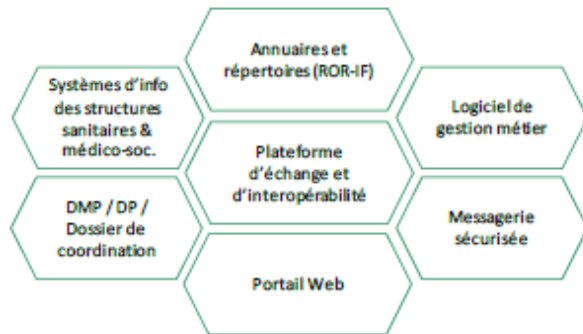 Annuaires et
répertoires (ROR-IF)
Systèmes d'info
des structures
sanitaires &
médico-soc.
Logiciel de
gestion métier
Plateforme
d'échange et
d'interopérabilité
DMP / DP /
Dossier de
coordination
Messagerie
sécurisée
Portail Web